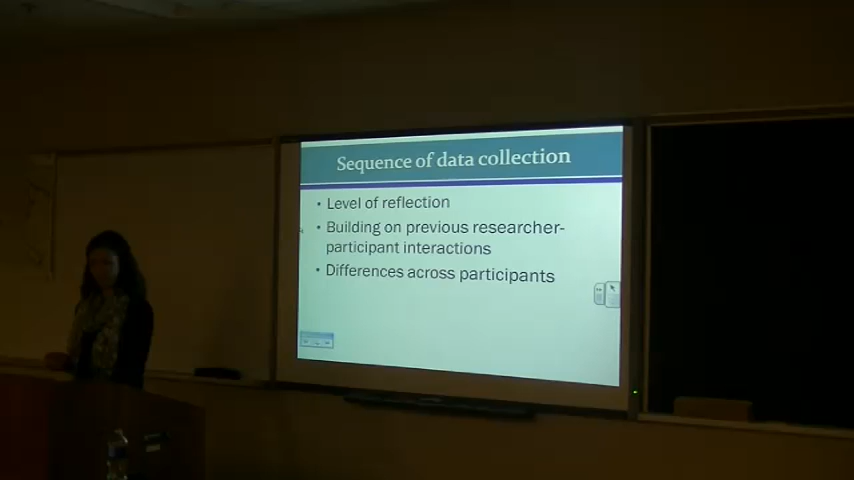 Sequence of data collection
• Level of reflection
• Building on previous researcher-
participant interactions
• Differences across participants